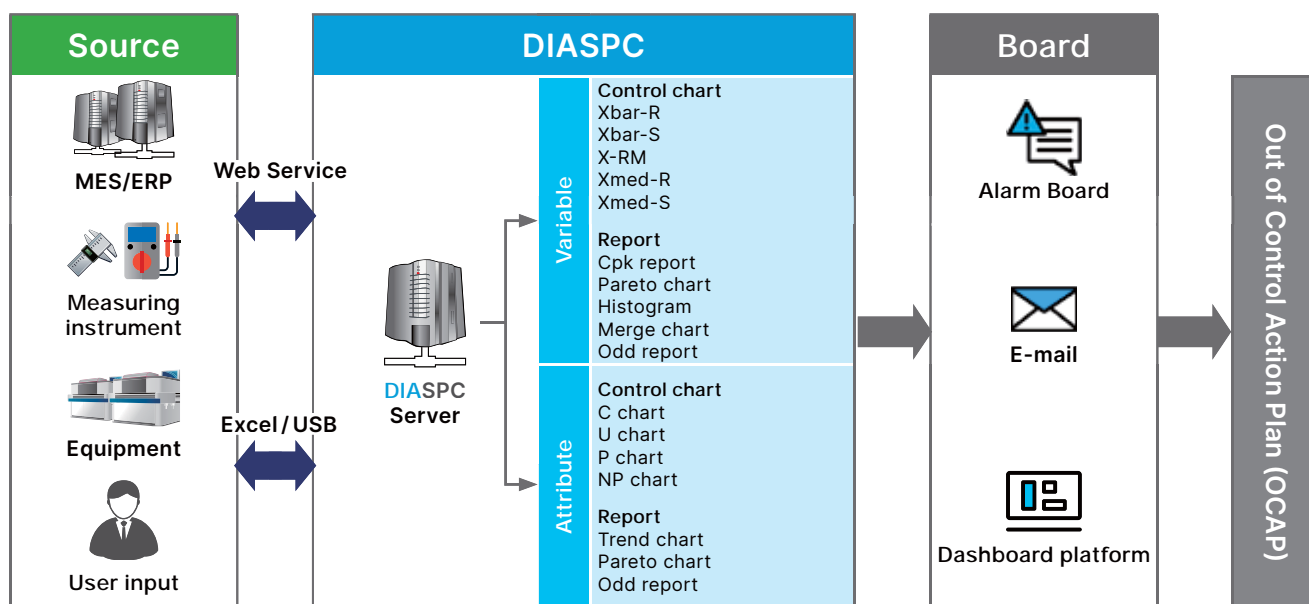 Source
MES/ERP
Measuring
instrument
Equipment
User input
Web Service
Excel / USB
DIASPC
DIASPC
Server
Variable
Control chart
Xbar-R
Xbar-S
X-RM
Xmed-R
Xmed-S
Report
Cpk report
Pareto chart
Histogram
Merge chart
Odd report
Attribute
Control chart
C chart
U chart
P chart
NP chart
Report
Trend chart
Pareto chart
Odd report
Board
Alarm Board
E-mail
Dashboard platform
Out of Control Action Plan (OCAP)